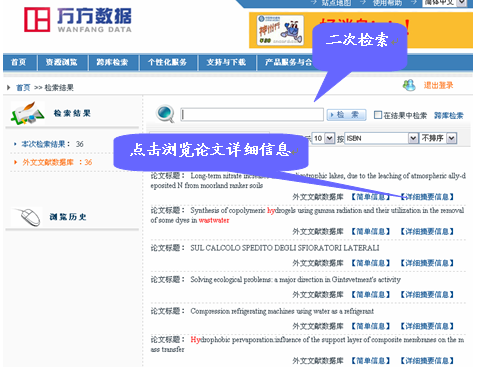 站点地图 使用帮助 简体中文
万方数据
WANFANG DATA
首页 资源浏览 跨库检索 个性化服务 支持与下载 产品服务与合
二次检索
首页 >> 检索结果
退出登录
检索结果
检 索 在结果中检索 跨库检索
本次检索结果: 36
外文文献数据库 : 36
10 按 ISBN 不排序
点击浏览论文详细信息
浏览历史
论文标题: Long-term nitrate
lakes, due to the leaching of atmospheric ally-d
eposited N from moorland ranker soils
外文文献数据库 【简单信息】 【详细摘要信息】
论文标题: Synthesis of copolymeric hydrogels using gamma radiation and their utilization in the removal
of some dyes in wastwater
外文文献数据库 【简单信息】 【详细摘要信息】
论文标题: SUL CALCOLO SPEDITO DEGLI SFIORATORI LATERALI
外文文献数据库 【简单信息】 【详细摘要信息】
论文标题: Solving ecological problems: a major direction in Gintsvetmet's activity
外文文献数据库 【简单信息】 【详细摘要信息】
论文标题: Compression refrigerating machines using water as a refrigerant
外文文献数据库 【简单信息】 【详细摘要信息】
论文标题: Hydrophobic pervaporation:influence of the support layer of composite membranes on the m
ass transfer
外文文献数据库 【简单信息】 【详细摘要信息】